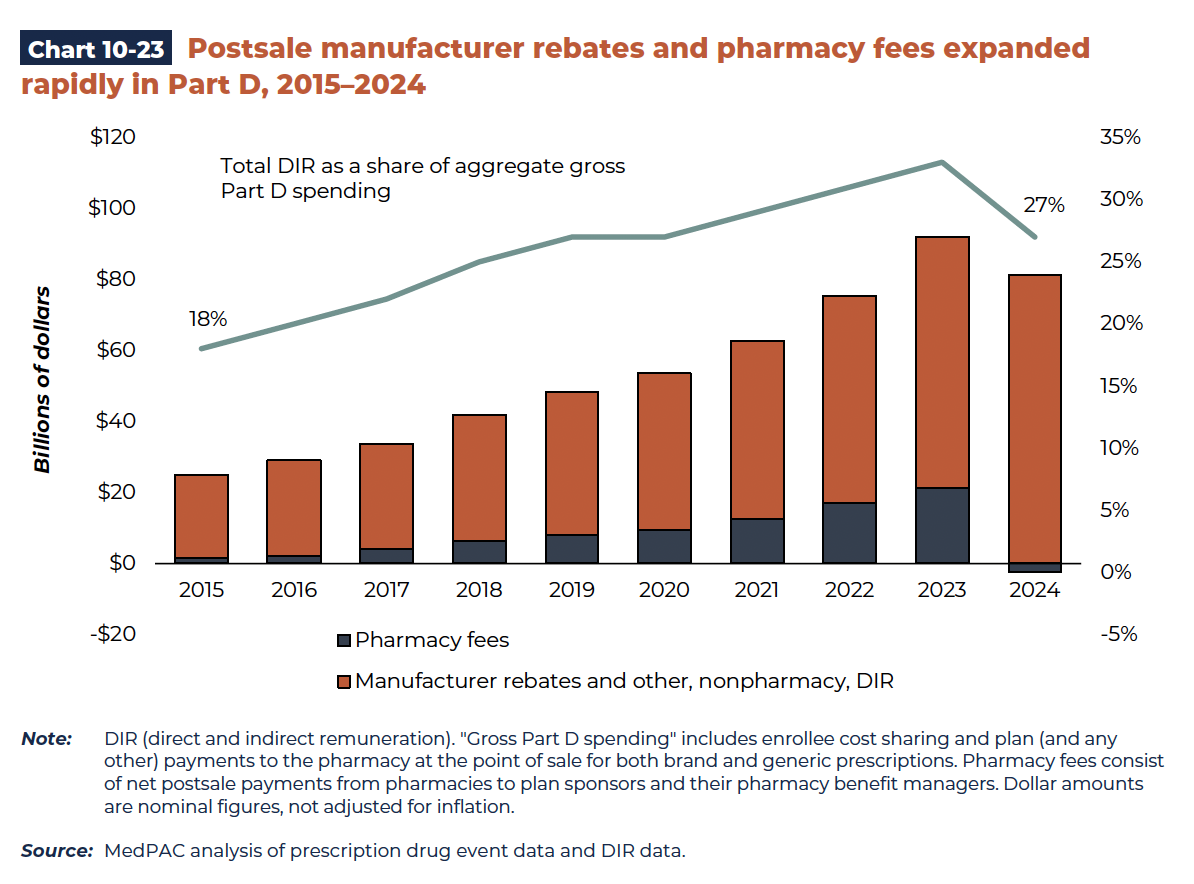 Chart 10-23 Postsale manufacturer rebates and pharmacy fees expanded
rapidly in Part D, 2015–2024
$120
$100
$80
$60
$40
$20
$0
-$20
Billions of dollars
Total DIR as a share of aggregate gross
Part D spending
18%
27%
35%
30%
25%
20%
15%
10%
5%
0%
-5%
2015 2016 2017 2018 2019 2020 2021 2022 2023 2024
Pharmacy fees
Manufacturer rebates and other, nonpharmacy, DIR
Note: DIR (direct and indirect remuneration). "Gross Part D spending" includes enrollee cost sharing and plan (and any
other) payments to the pharmacy at the point of sale for both brand and generic prescriptions. Pharmacy fees consist
of net postsale payments from pharmacies to plan sponsors and their pharmacy benefit managers. Dollar amounts
are nominal figures, not adjusted for inflation.
Source: MedPAC analysis of prescription drug event data and DIR data.